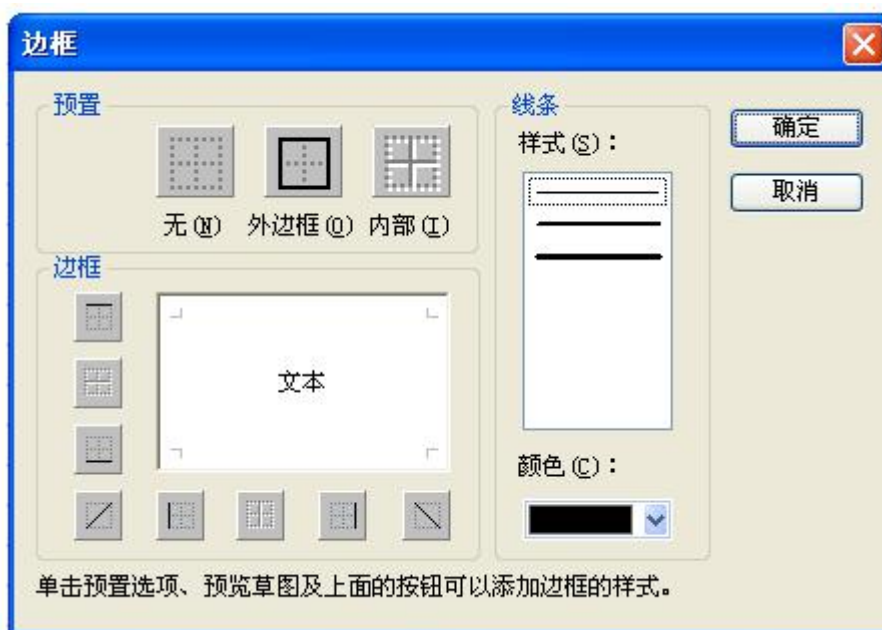 边框
预置
无(N) 外边框(O) 内部(I)
边框
文本
线条
样式(S)：
颜色(C)：
确定
取消
单击预置选项、预览草图及上面的按钮可以添加边框的样式。